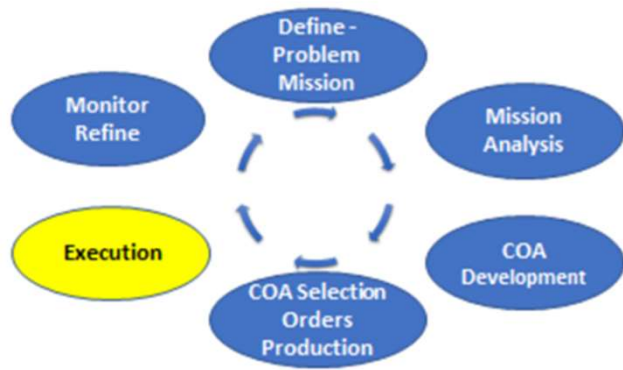 Define -
Problem
Mission
Mission
Analysis
COA
Development
COA Selection
Orders
Production
Execution
Monitor
Refine